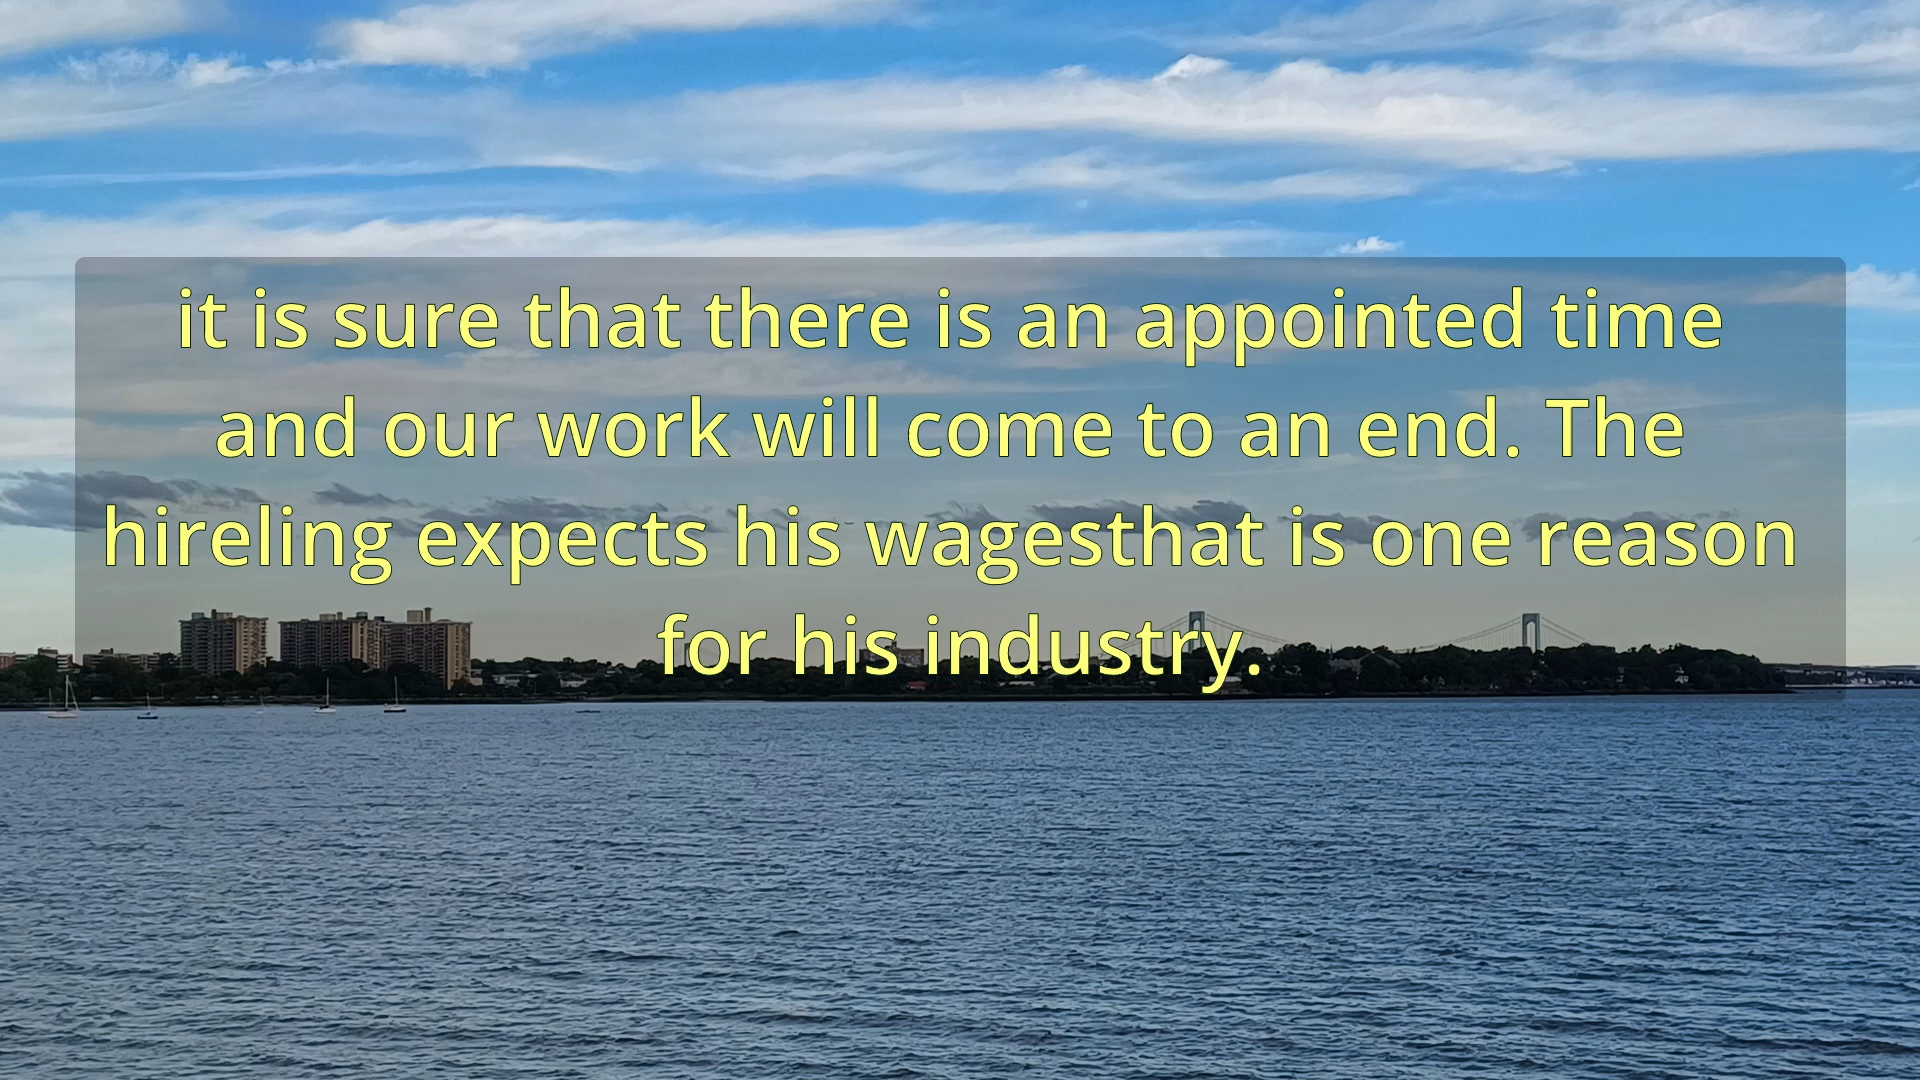 it is sure that there is an appointed time
and our work will come to an end. The
hireling expects his wagesthat is one reason
for his industry.